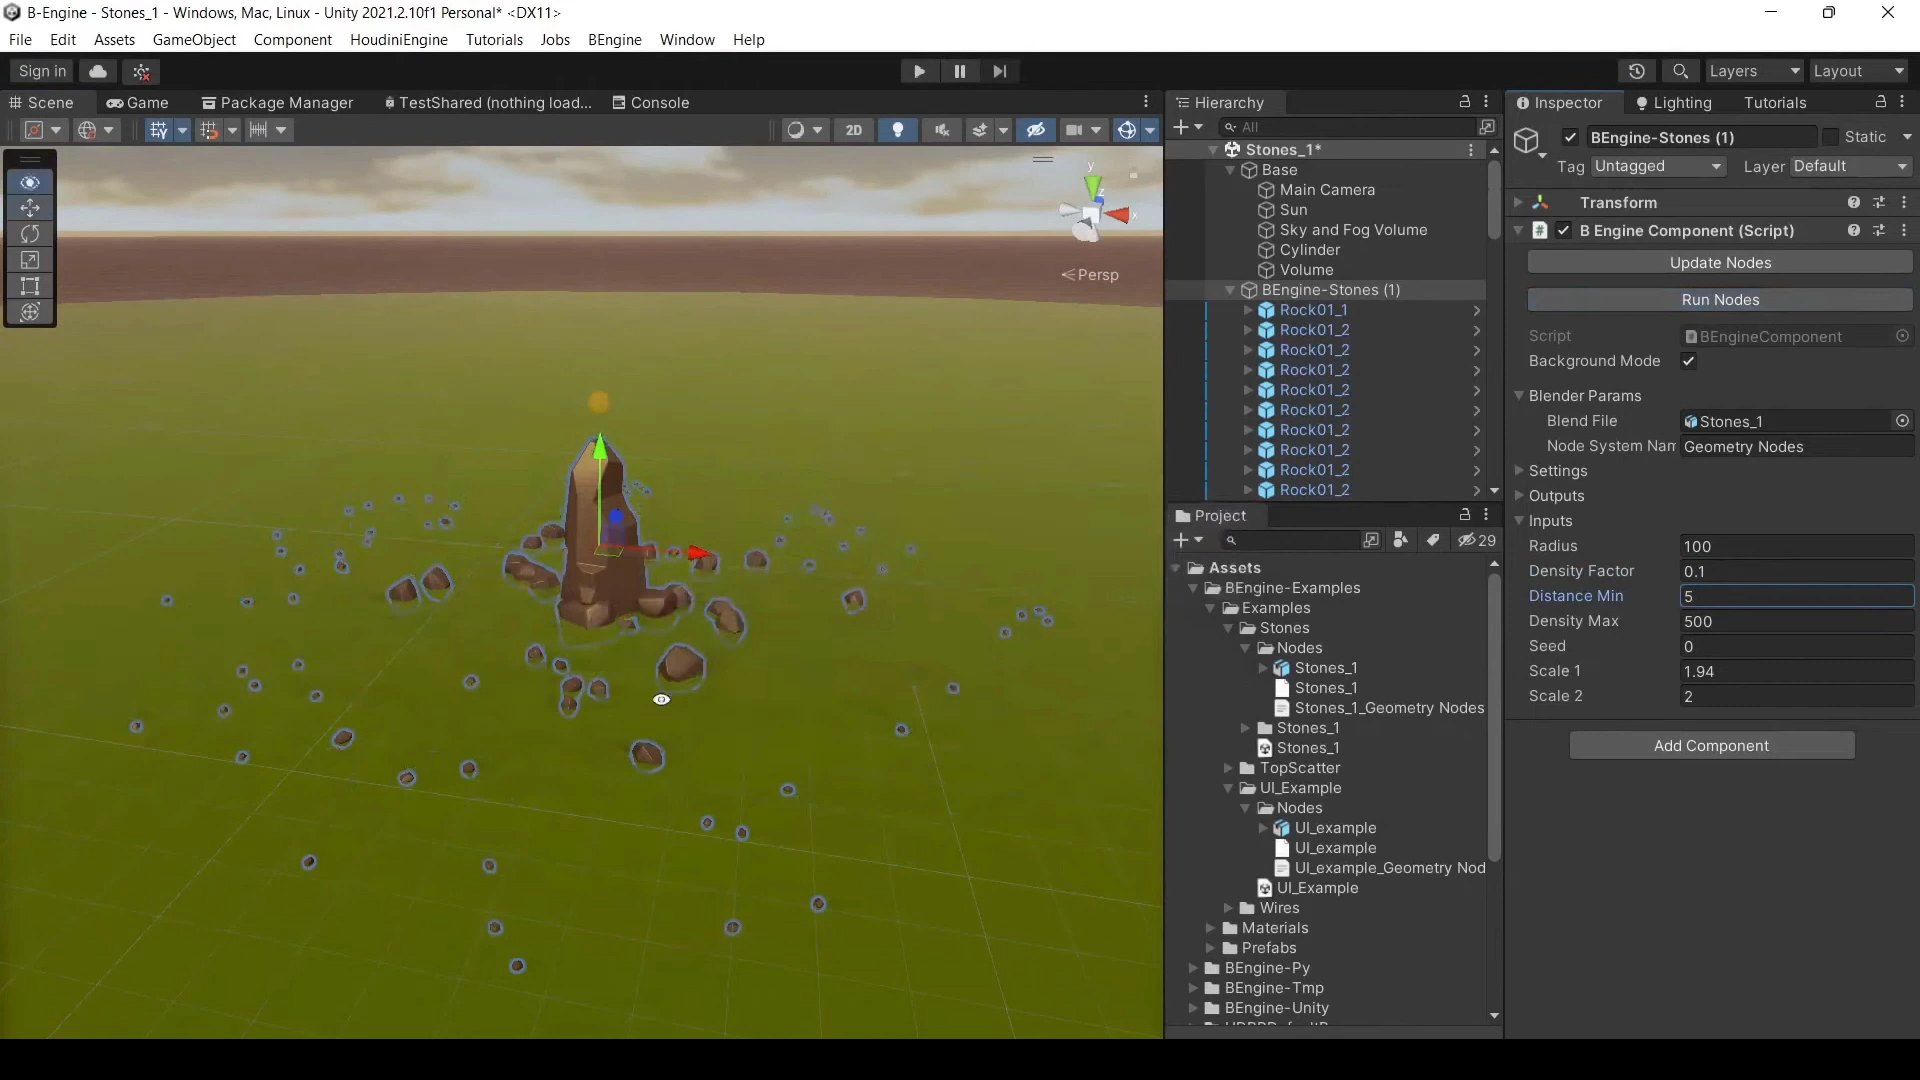 B-Engine - Stones_1 - Windows, Mac, Linux - Unity 2021.2.10f1 Personal* <DX11>
File Edit Assets GameObject Component HoudiniEngine Tutorials Jobs BEngine Window Help
Sign in
Layers
Layout
Scene
Game
Package Manager
TestShared (nothing load...
Console
2D
y
z
x
Persp
Hierarchy
All
Stones_1*
Base
Main Camera
Sun
Sky and Fog Volume
Cylinder
Volume
BEngine-Stones (1)
Rock01_1
Rock01_2
Rock01_2
Rock01_2
Rock01_2
Rock01_2
Rock01_2
Rock01_2
Rock01_2
Rock01_2
Project
29
Assets
BEngine-Examples
Examples
Stones
Nodes
Stones_1
Stones_1
Stones_1_Geometry Nodes
Stones_1
Stones_1
TopScatter
UI_Example
Nodes
UI_example
UI_example
UI_example_Geometry Nod
UI_Example
Wires
Materials
Prefabs
BEngine-Py
BEngine-Tmp
BEngine-Unity
Inspector
Lighting
Tutorials
BEngine-Stones (1)
Static
Tag Untagged
Layer Default
Transform
B Engine Component (Script)
Update Nodes
Run Nodes
Script BEngineComponent
Background Mode
Blender Params
Blend File Stones_1
Node System Nam Geometry Nodes
Settings
Outputs
Inputs
Radius 100
Density Factor 0.1
Distance Min 5
Density Max 500
Seed 0
Scale 1 1.94
Scale 2 2
Add Component